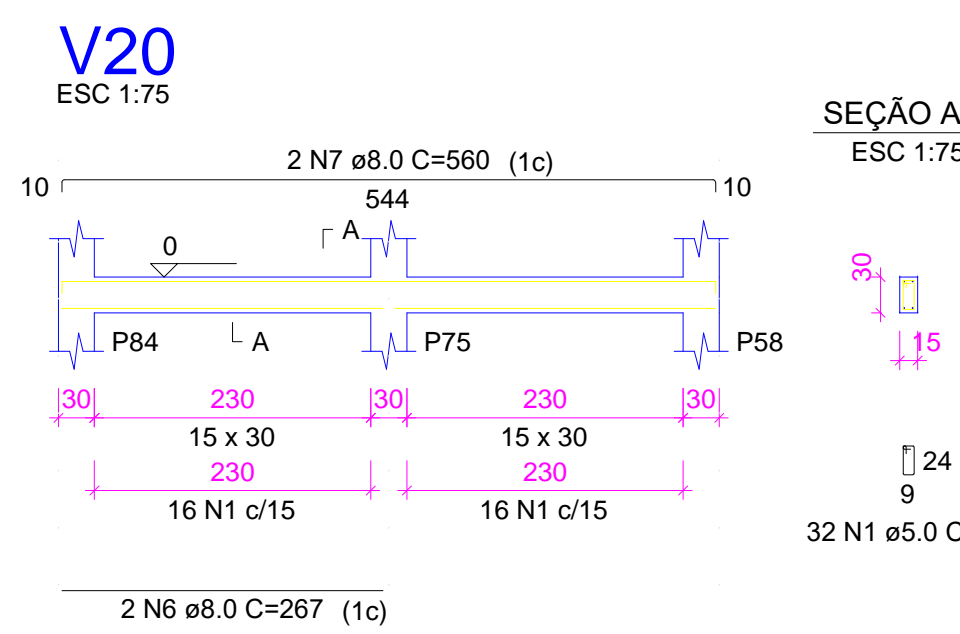 V20
ESC 1:75
SEÇÃO A
ESC 1:75
2 N7 ø8.0 C=560 (1c)
10
10
544
A
0
30
P84
A
P75
P58
15
30
230
30
230
30
15 x 30
15 x 30
230
230
24
9
16 N1 c/15
16 N1 c/15
32 N1 ø5.0 C
2 N6 ø8.0 C=267 (1c)